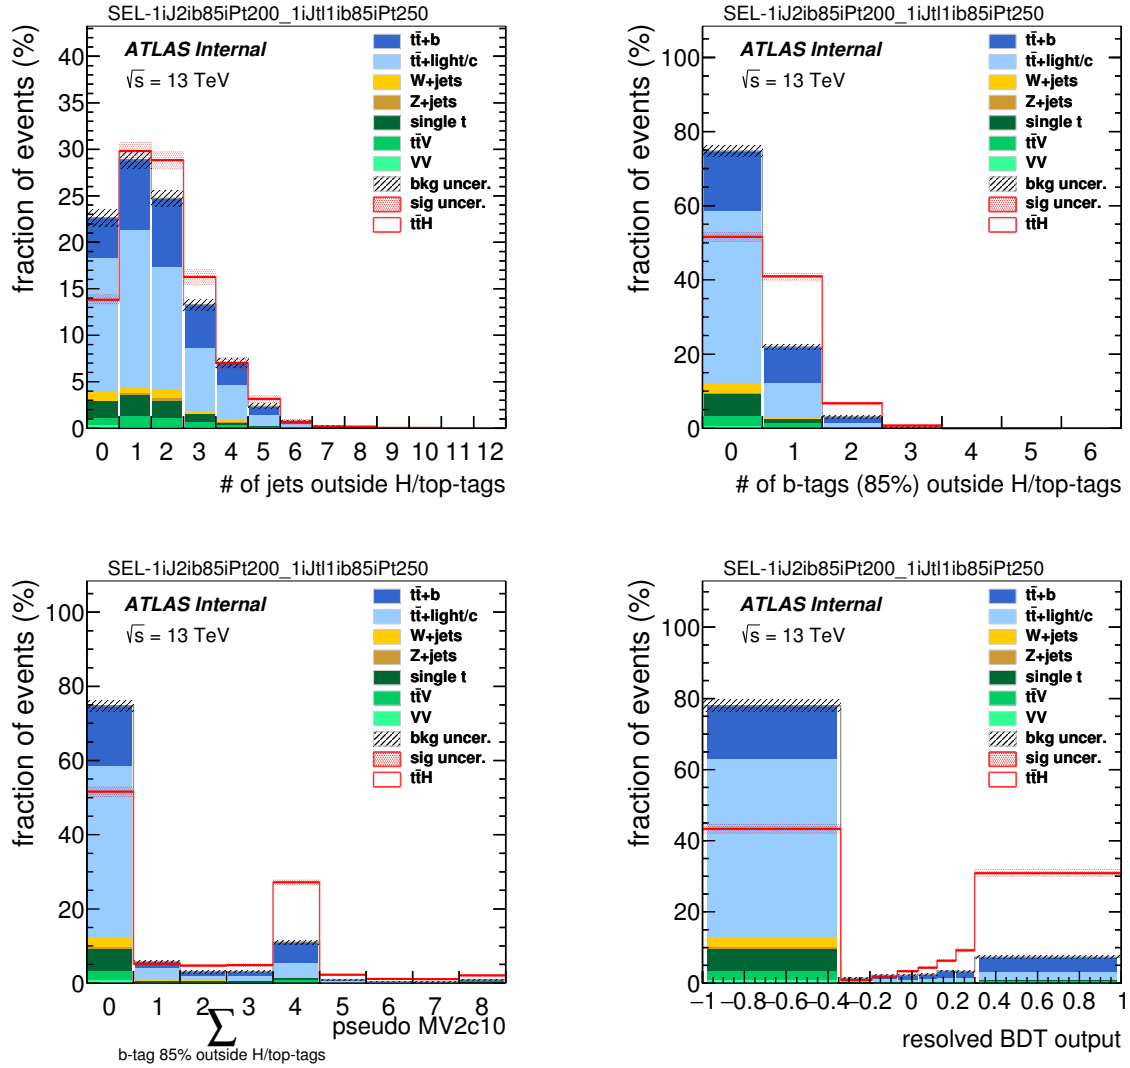 SEL-1iJ2ib85iPt200_1iJtl1ib85iPt250
fraction of events (%)
ATLAS Internal
√s = 13 TeV
tt̄+b
tt̄+light/c
W+jets
Z+jets
single t
tt̄V
VV
bkg uncer.
sig uncer.
tt̄H
40
35
30
25
20
15
10
5
0
0 1 2 3 4 5 6 7 8 9 10 11 12
# of jets outside H/top-tags
SEL-1iJ2ib85iPt200_1iJtl1ib85iPt250
fraction of events (%)
ATLAS Internal
√s = 13 TeV
tt̄+b
tt̄+light/c
W+jets
Z+jets
single t
tt̄V
VV
bkg uncer.
sig uncer.
tt̄H
100
80
60
40
20
0
0 1 2 3 4 5 6
# of b-tags (85%) outside H/top-tags
SEL-1iJ2ib85iPt200_1iJtl1ib85iPt250
fraction of events (%)
ATLAS Internal
√s = 13 TeV
tt̄+b
tt̄+light/c
W+jets
Z+jets
single t
tt̄V
VV
bkg uncer.
sig uncer.
tt̄H
100
80
60
40
20
0
0 1 2 3 4 5 6 7 8
∑ pseudo MV2c10
b-tag 85% outside H/top-tags
SEL-1iJ2ib85iPt200_1iJtl1ib85iPt250
fraction of events (%)
ATLAS Internal
√s = 13 TeV
tt̄+b
tt̄+light/c
W+jets
Z+jets
single t
tt̄V
VV
bkg uncer.
sig uncer.
tt̄H
100
80
60
40
20
0
−1 −0.8 −0.6 −0.4 −0.2 0 0.2 0.4 0.6 0.8 1
resolved BDT output